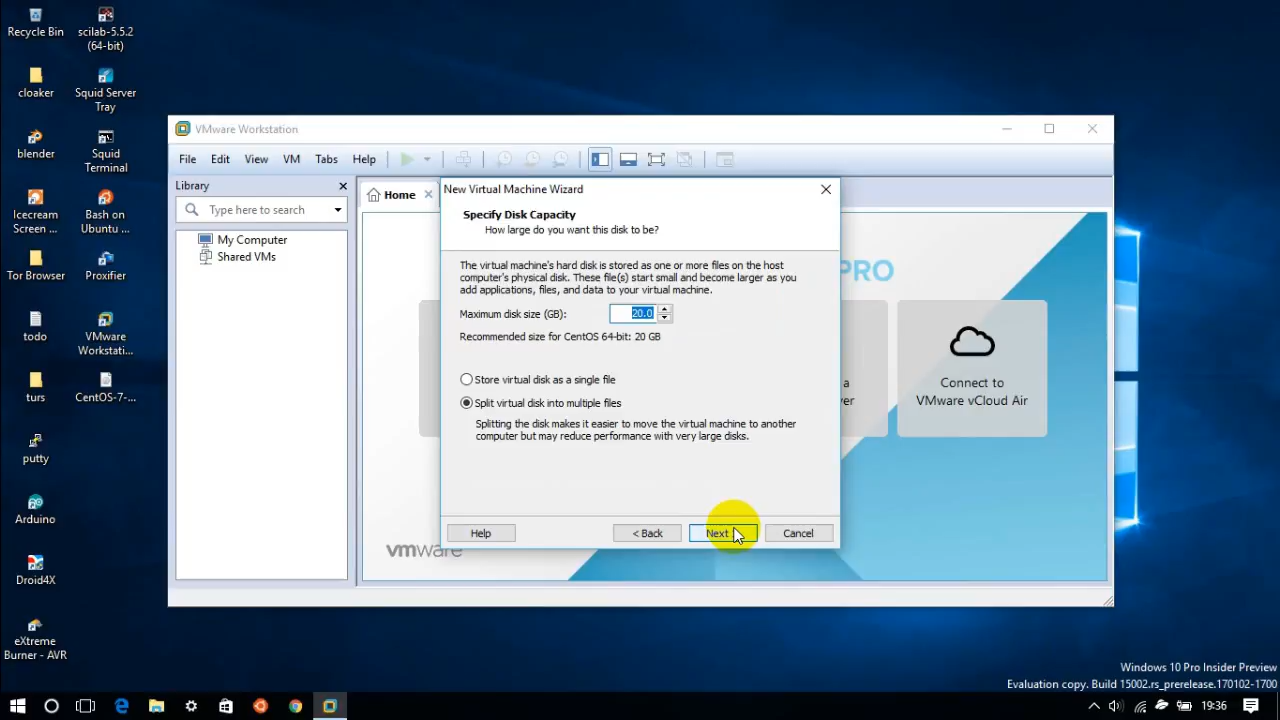 Recycle Bin
scilab-5.5.2
(64-bit)
cloaker
Squid Server
Tray
blender
Squid
Terminal
Icecream
Screen ...
Bash on
Ubuntu ...
Tor Browser
Proxifier
todo
VMware
Workstati...
turs
CentOS-7-...
putty
Arduino
Droid4X
eXtreme
Burner - AVR
VMware Workstation
File Edit View VM Tabs Help
Library
Type here to search
My Computer
Shared VMs
Home
New Virtual Machine Wizard
Specify Disk Capacity
How large do you want this disk to be?
The virtual machine's hard disk is stored as one or more files on the host
computer's physical disk. These file(s) start small and become larger as you
add applications, files, and data to your virtual machine.
Maximum disk size (GB): 20.0
Recommended size for CentOS 64-bit: 20 GB
Store virtual disk as a single file
Split virtual disk into multiple files
Splitting the disk makes it easier to move the virtual machine to another
computer but may reduce performance with very large disks.
Help
< Back
Next
Cancel
PRO
a
ver
Connect to
VMware vCloud Air
vmware
Windows 10 Pro Insider Preview
Evaluation copy. Build 15002.rs_prerelease.170102-1700
19:36